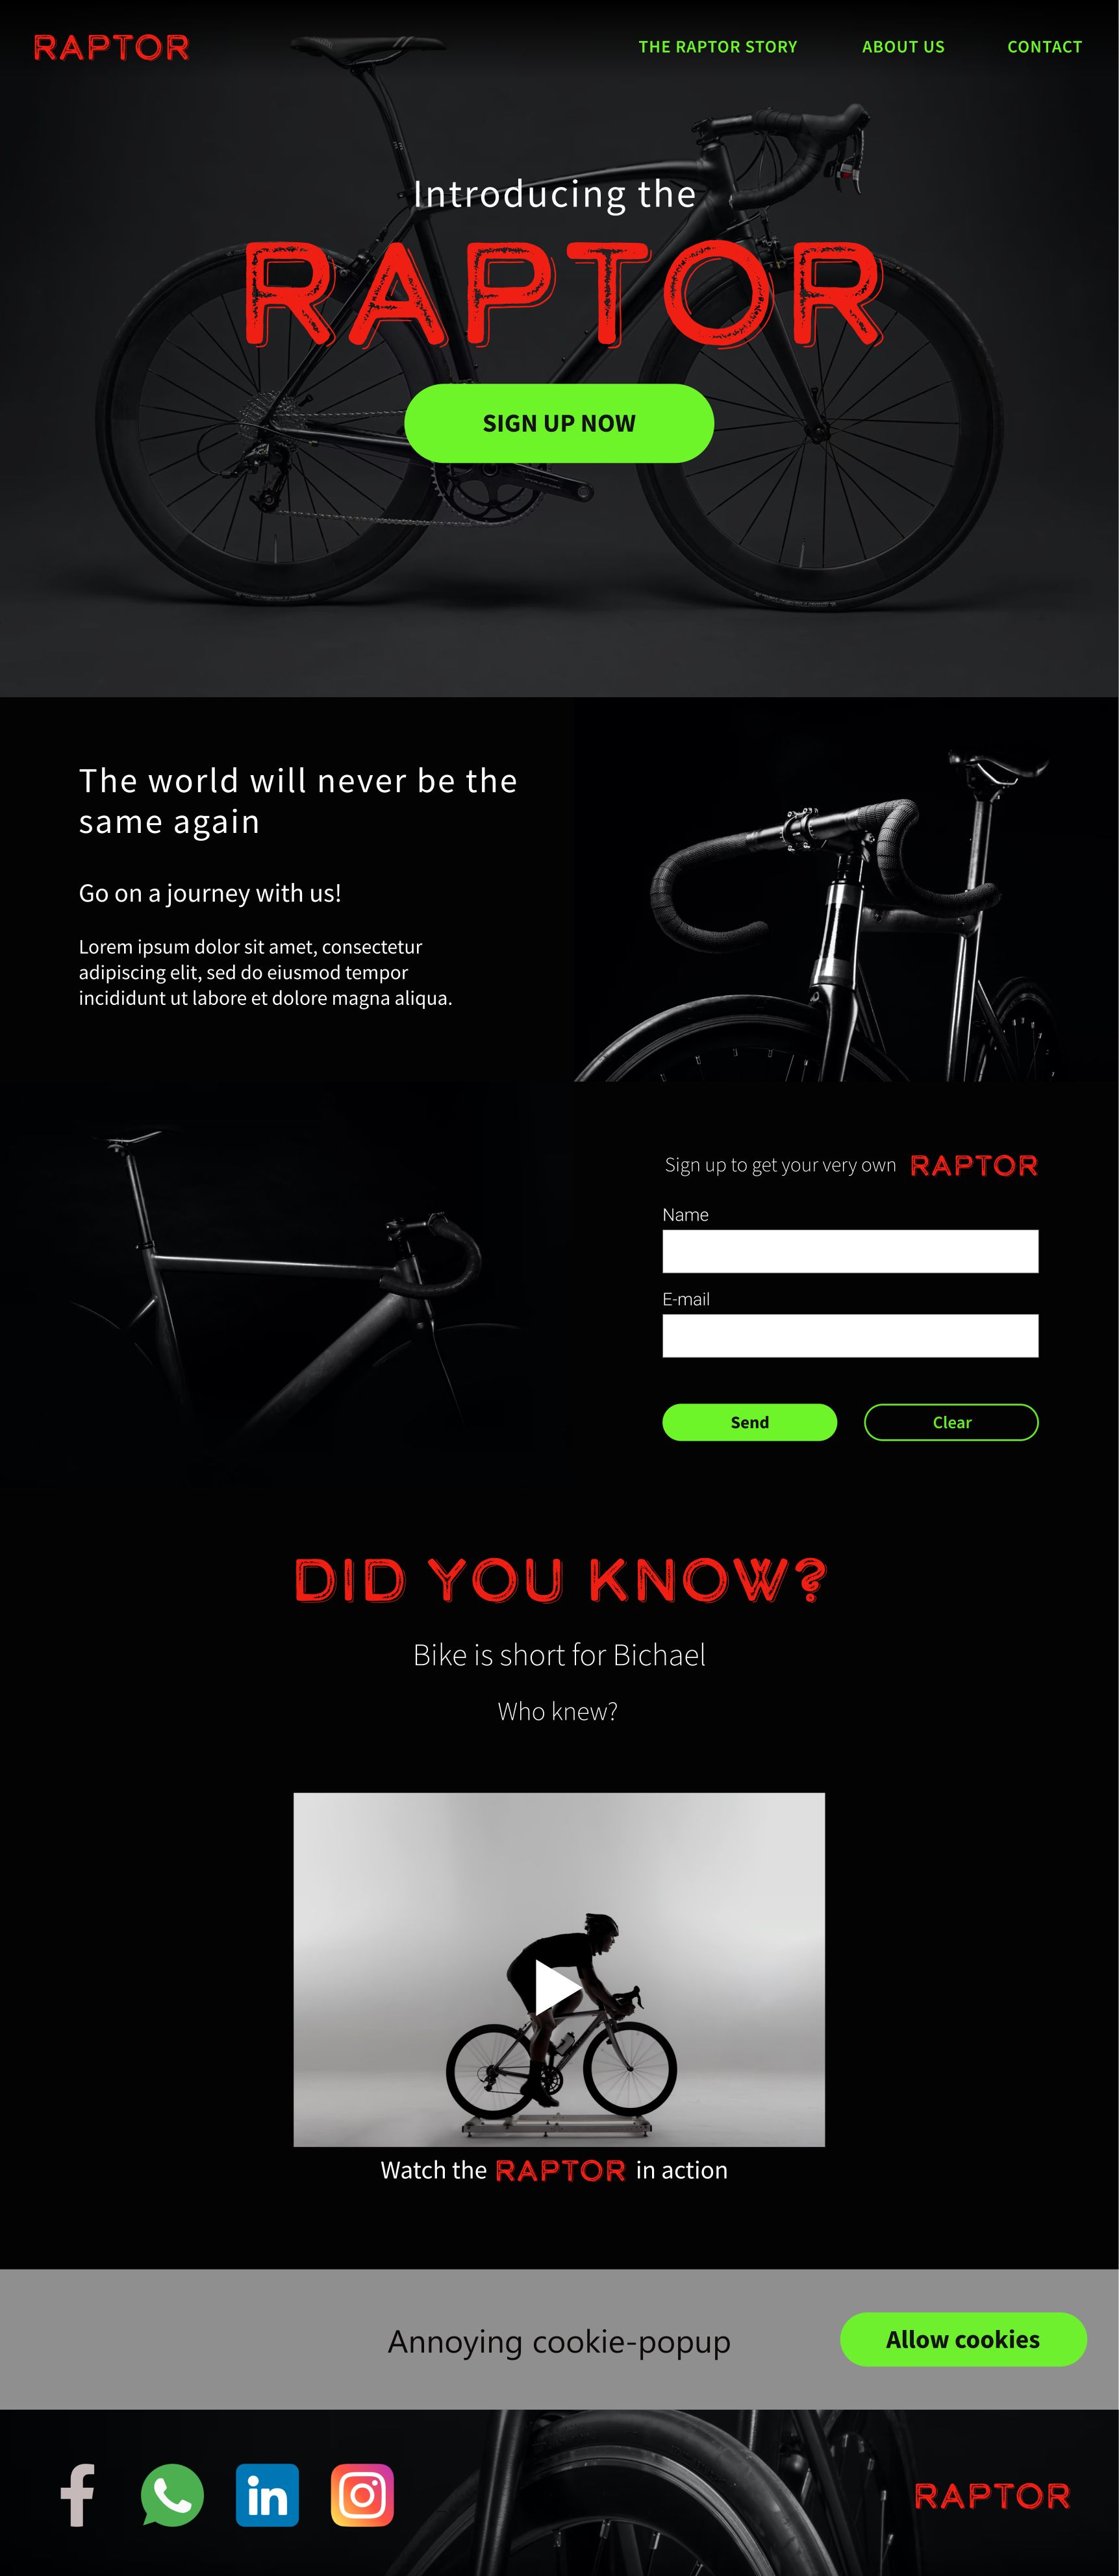 RAPTOR
THE RAPTOR STORY ABOUT US CONTACT
Introducing the
RAPTOR
SIGN UP NOW
The world will never be the
same again
Go on a journey with us!
Lorem ipsum dolor sit amet, consectetur
adipiscing elit, sed do eiusmod tempor
incididunt ut labore et dolore magna aliqua.
Sign up to get your very own RAPTOR
Name
E-mail
Send Clear
DID YOU KNOW?
Bike is short for Bichael
Who knew?
Watch the RAPTOR in action
Annoying cookie-popup
Allow cookies
in
RAPTOR